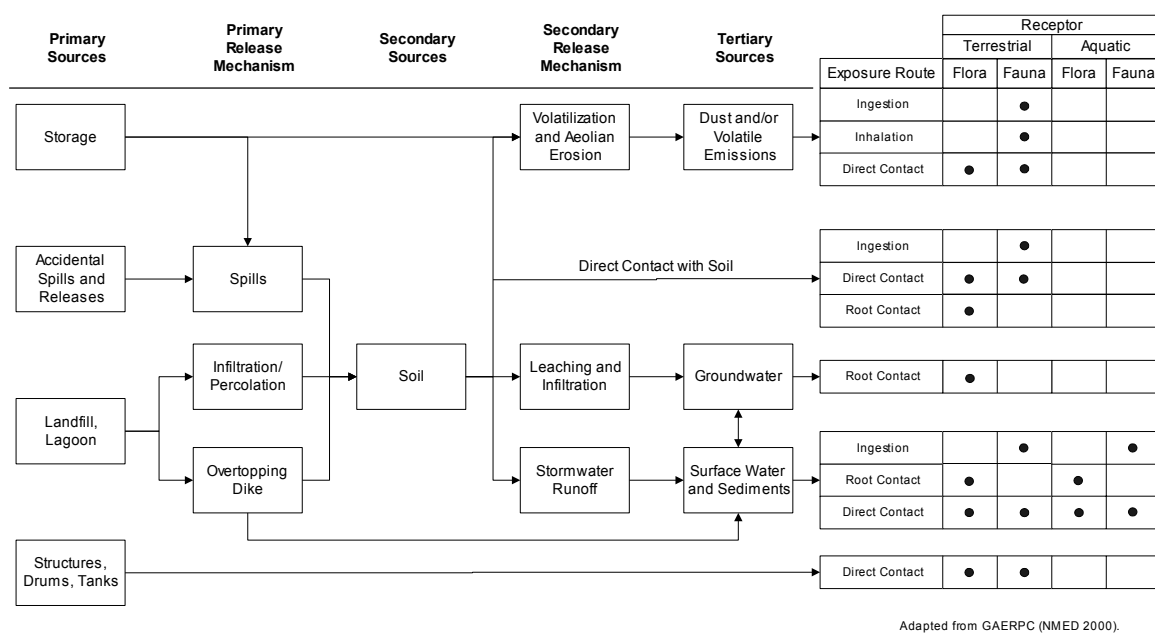 Primary
Sources
Primary
Release
Mechanism
Secondary
Sources
Secondary
Release
Mechanism
Tertiary
Sources
Receptor
Terrestrial
Aquatic
Exposure Route
Flora
Fauna
Flora
Fauna
Storage
Volatilization
and Aeolian
Erosion
Dust and/or
Volatile
Emissions
Ingestion
Inhalation
Direct Contact
Accidental
Spills and
Releases
Spills
Direct Contact with Soil
Ingestion
Direct Contact
Root Contact
Landfill,
Lagoon
Infiltration/
Percolation
Soil
Leaching and
Infiltration
Groundwater
Root Contact
Overtopping
Dike
Stormwater
Runoff
Surface Water
and Sediments
Ingestion
Root Contact
Direct Contact
Structures,
Drums, Tanks
Direct Contact
Adapted from GAERPC (NMED 2000).